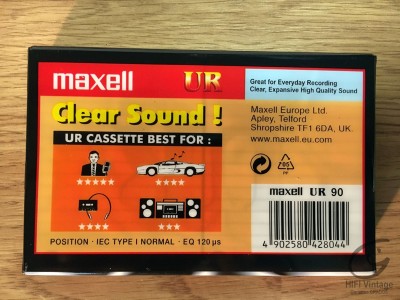 maxell UR
Great for Everyday Recording
Clear, Expansive High Quality Sound
Clear Sound !
UR CASSETTE BEST FOR :
★★★★★ ★★★★
★★★★ ★★★
POSITION · IEC TYPE I NORMAL · EQ 120 µs
Maxell Europe Ltd.
Apley, Telford
Shropshire TF1 6DA, UK.
www.maxell.eu.com
05
maxell UR 90
4 902580 428044
HIFI Vintage